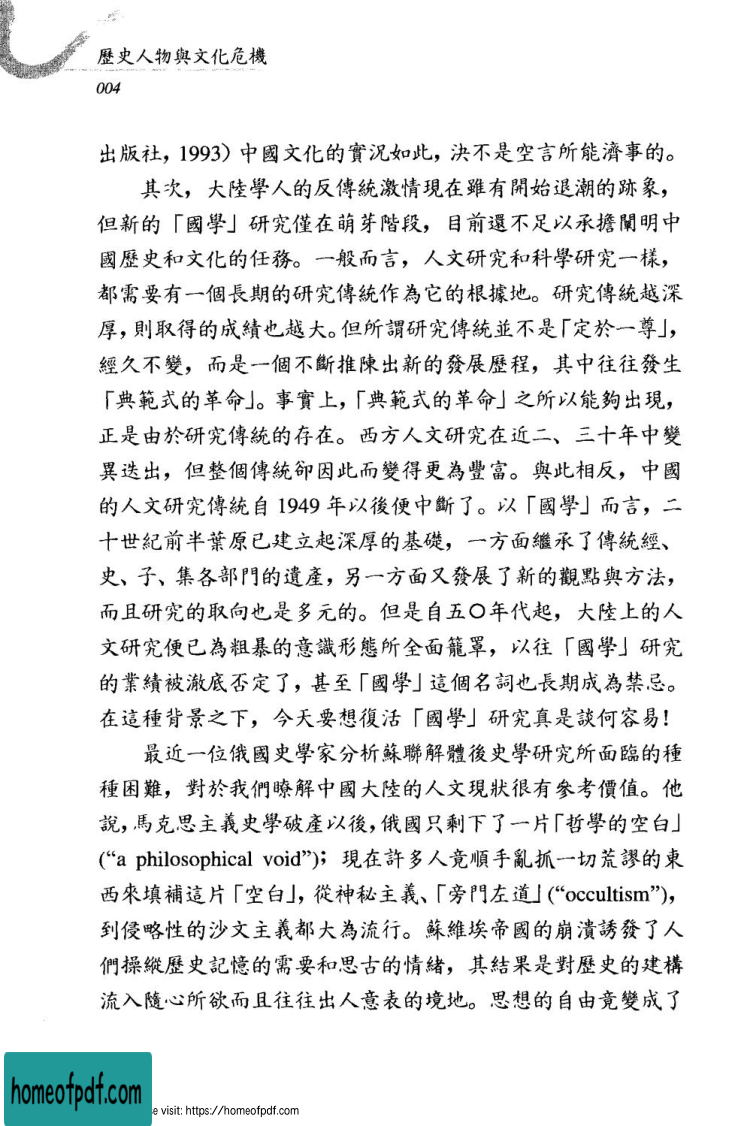 歷史人物與文化危機
004
出版社，1993）中國文化的實況如此，決不是空言所能濟事的。
其次，大陸學人的反傳統激情現在雖有開始退潮的跡象，
但新的「國學」研究僅在萌芽階段，目前還不足以承擔闡明中
國歷史和文化的任務。一般而言，人文研究和科學研究一樣，
都需要有一個長期的研究傳統作為它的根據地。研究傳統越深
厚，則取得的成績也越大。但所謂研究傳統並不是「定於一尊」，
經久不變，而是一個不斷推陳出新的發展歷程，其中往往發生
「典範式的革命」。事實上，「典範式的革命」之所以能夠出現，
正是由於研究傳統的存在。西方人文研究在近二、三十年中變
異迭出，但整個傳統卻因此而變得更為豐富。與此相反，中國
的人文研究傳統自 1949 年以後便中斷了。以「國學」而言，二
十世紀前半葉原已建立起深厚的基礎，一方面繼承了傳統經、
史、子、集各部門的遺產，另一方面又發展了新的觀點與方法，
而且研究的取向也是多元的。但是自五〇年代起，大陸上的人
文研究便已為粗暴的意識形態所全面籠罩，以往「國學」研究
的業績被澈底否定了，甚至「國學」這個名詞也長期成為禁忌。
在這種背景之下，今天要想復活「國學」研究真是談何容易！
最近一位俄國史學家分析蘇聯解體後史學研究所面臨的種
種困難，對於我們瞭解中國大陸的人文現狀很有參考價值。他
說，馬克思主義史學破產以後，俄國只剩下了一片「哲學的空白」
（“a philosophical void”）；現在許多人竟順手亂抓一切荒謬的東
西來填補這片「空白」，從神秘主義、「旁門左道」（“occultism”），
到侵略性的沙文主義都大為流行。蘇維埃帝國的崩潰誘發了人
們操縱歷史記憶的需要和思古的情緒，其結果是對歷史的建構
流入隨心所欲而且往往出人意表的境地。思想的自由竟變成了
homeofpdf.com
e visit: https://homeofpdf.com